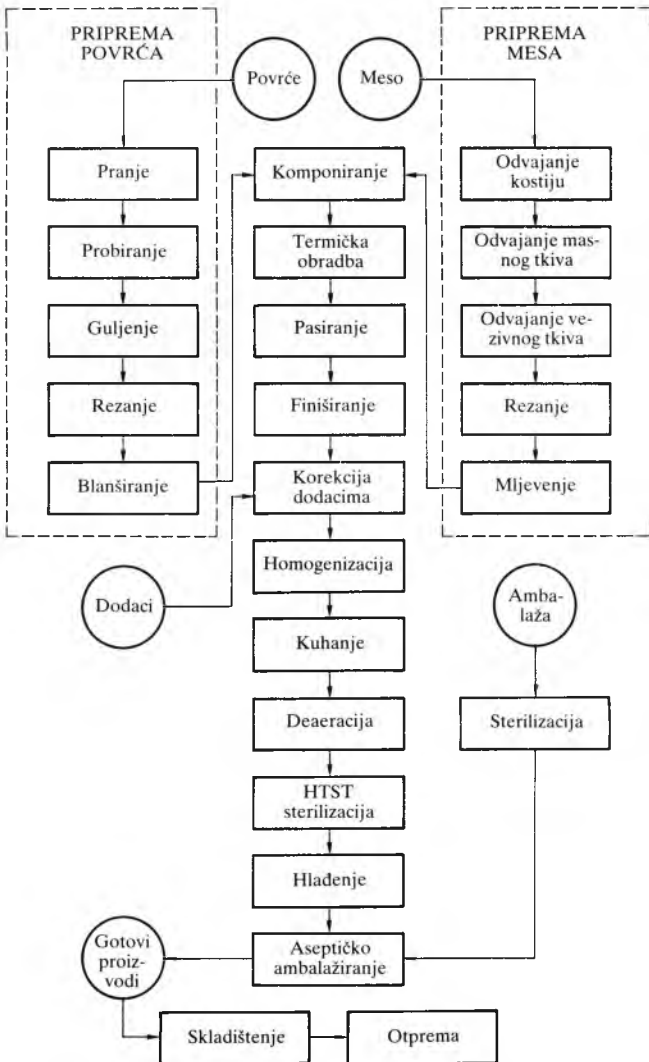 PRIPREMA
POVRĆA
Povrće
Meso
PRIPREMA
MESA
Pranje
Probiranje
Guljenje
Rezanje
Blanširanje
Komponiranje
Termička
obradba
Pasiranje
Finiširanje
Korekcija
dodacima
Homogenizacija
Kuhanje
Deaeracija
HTST
sterilizacija
Hlađenje
Aseptičko
ambalažiranje
Odvajanje
kostiju
Odvajanje mas-
nog tkiva
Odvajanje ve-
zivnog tkiva
Rezanje
Mljevenje
Dodaci
Amba-
laža
Sterilizacija
Gotovi
proiz-
vodi
Skladištenje
Otprema